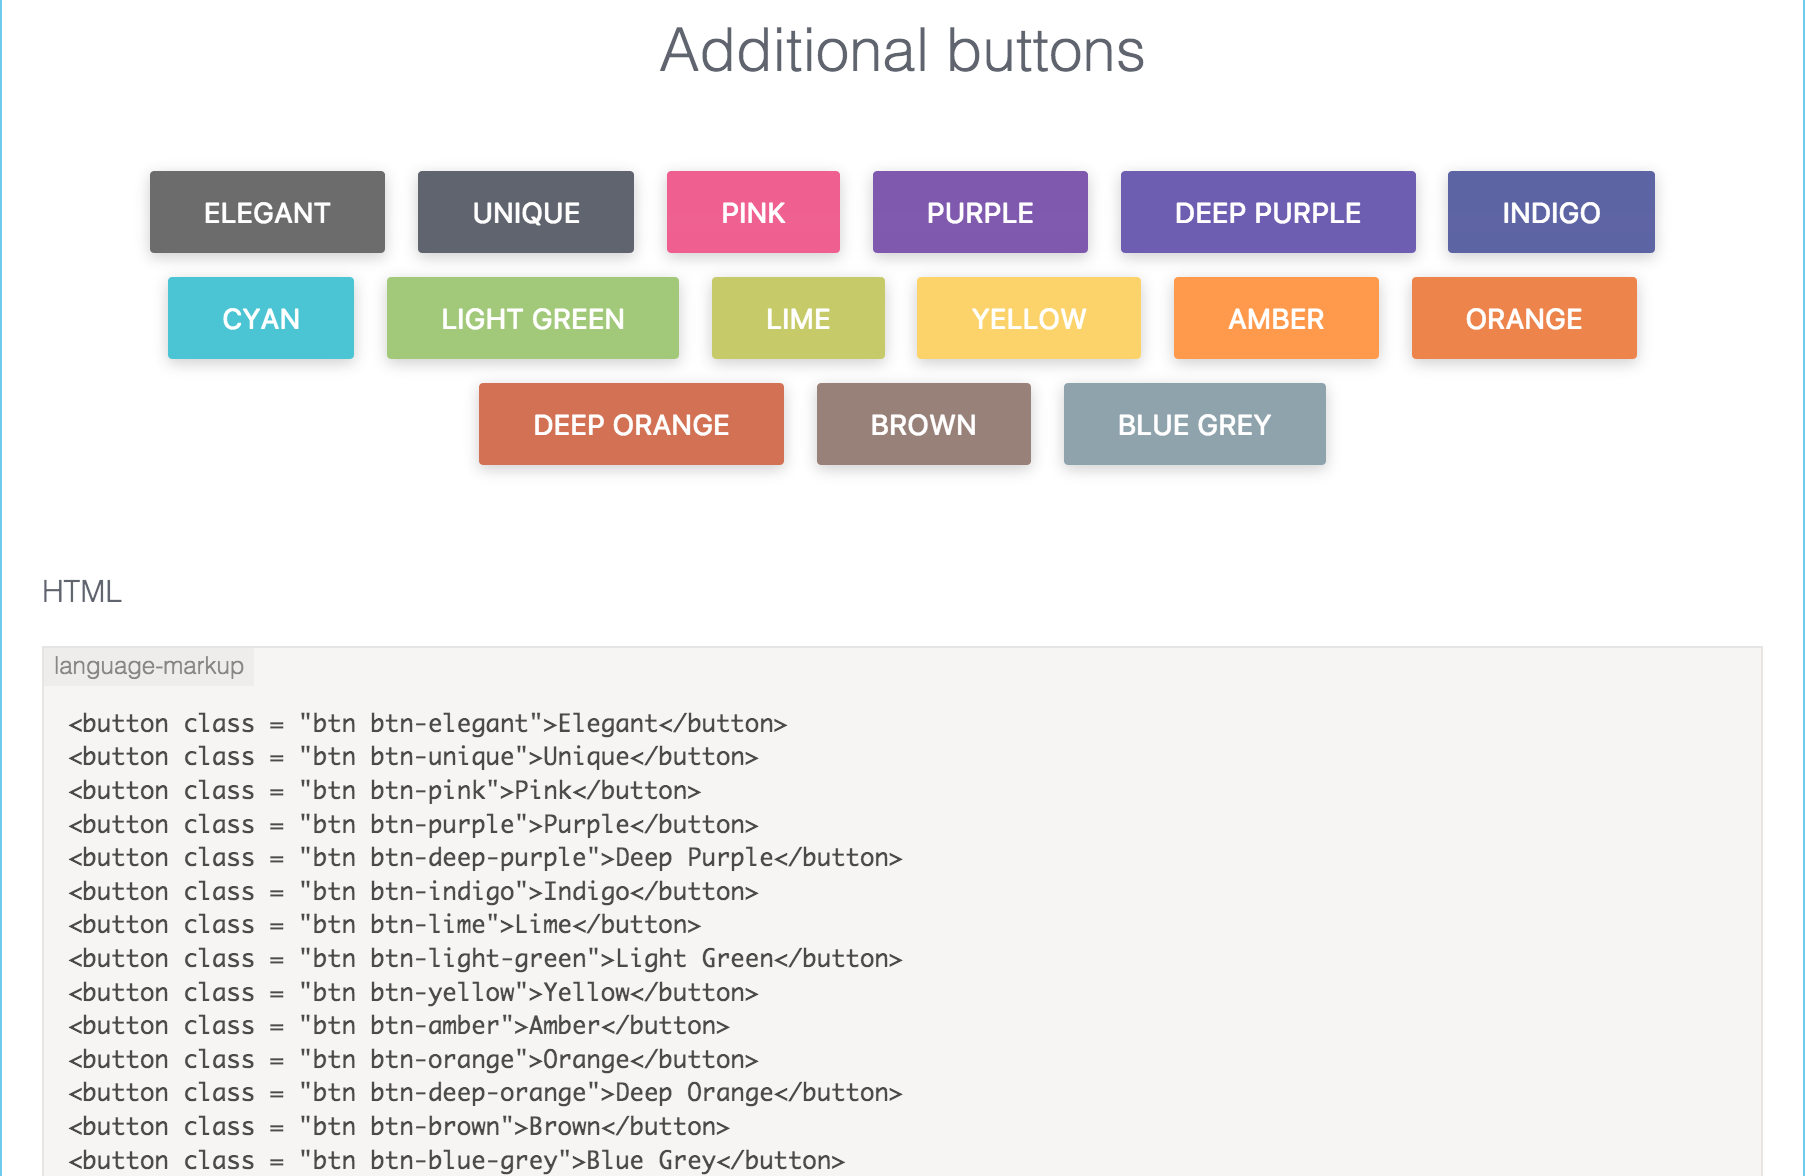 Additional buttons
ELEGANT UNIQUE PINK PURPLE DEEP PURPLE INDIGO
CYAN LIGHT GREEN LIME YELLOW AMBER ORANGE
DEEP ORANGE BROWN BLUE GREY
HTML
language-markup
<button class = "btn btn-elegant">Elegant</button>
<button class = "btn btn-unique">Unique</button>
<button class = "btn btn-pink">Pink</button>
<button class = "btn btn-purple">Purple</button>
<button class = "btn btn-deep-purple">Deep Purple</button>
<button class = "btn btn-indigo">Indigo</button>
<button class = "btn btn-lime">Lime</button>
<button class = "btn btn-light-green">Light Green</button>
<button class = "btn btn-yellow">Yellow</button>
<button class = "btn btn-amber">Amber</button>
<button class = "btn btn-orange">Orange</button>
<button class = "btn btn-deep-orange">Deep Orange</button>
<button class = "btn btn-brown">Brown</button>
<button class = "btn btn-blue-grey">Blue Grey</button>